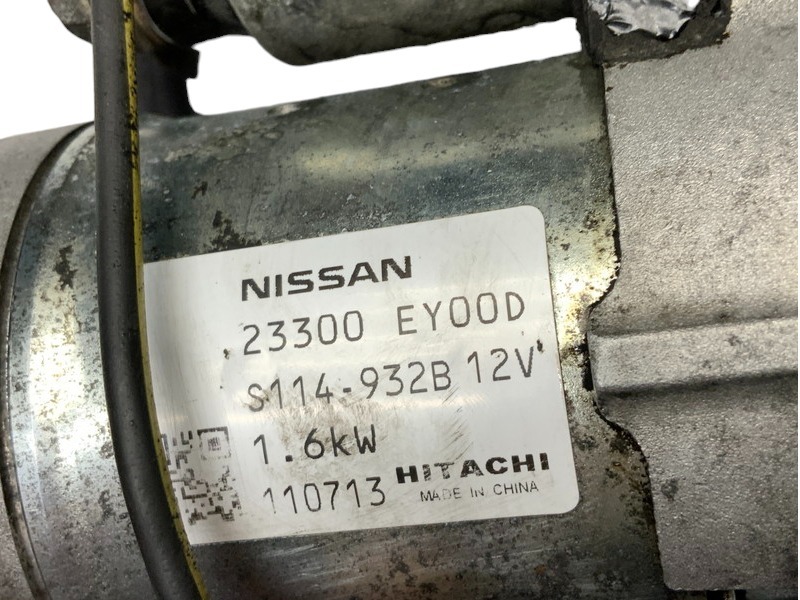 NISSAN
23300 EY00D
S114-932B 12V
1.6kW
110713 HITACHI
MADE IN CHINA